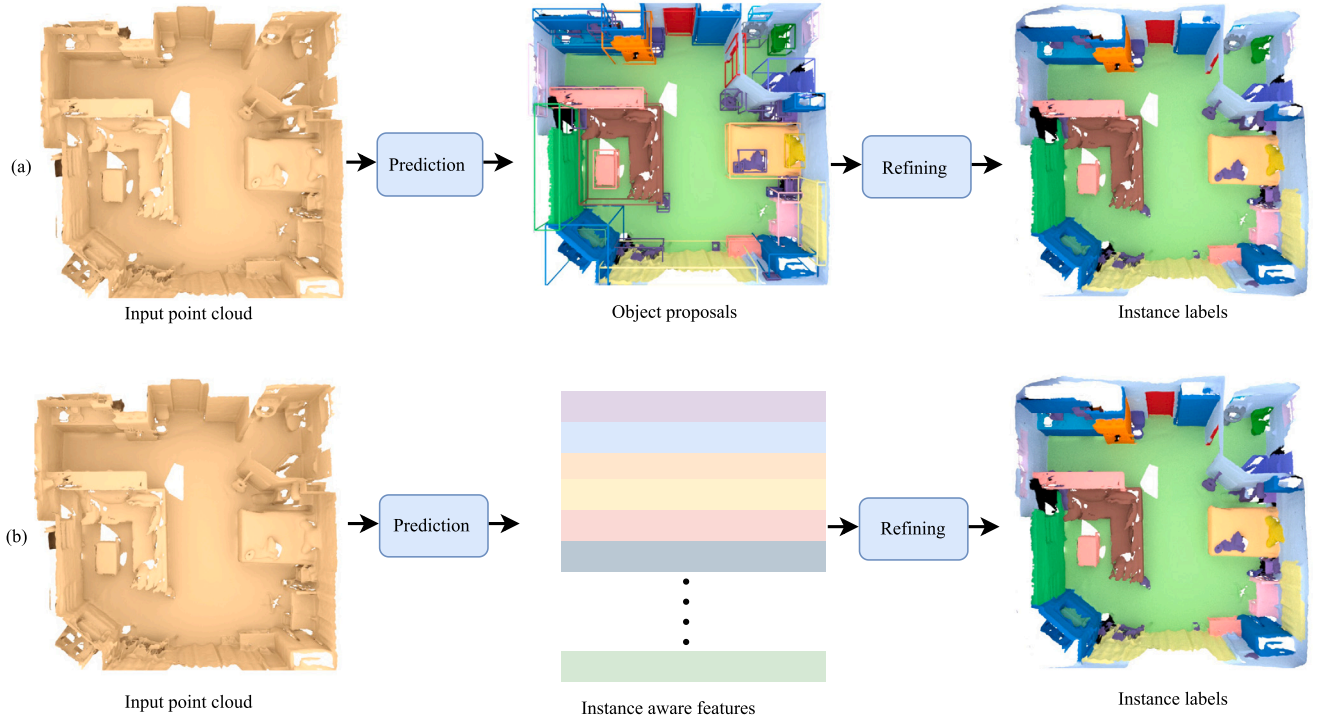 (a)
Prediction
Refining
Input point cloud
Object proposals
Instance labels
(b)
Prediction
Refining
Input point cloud
Instance aware features
Instance labels